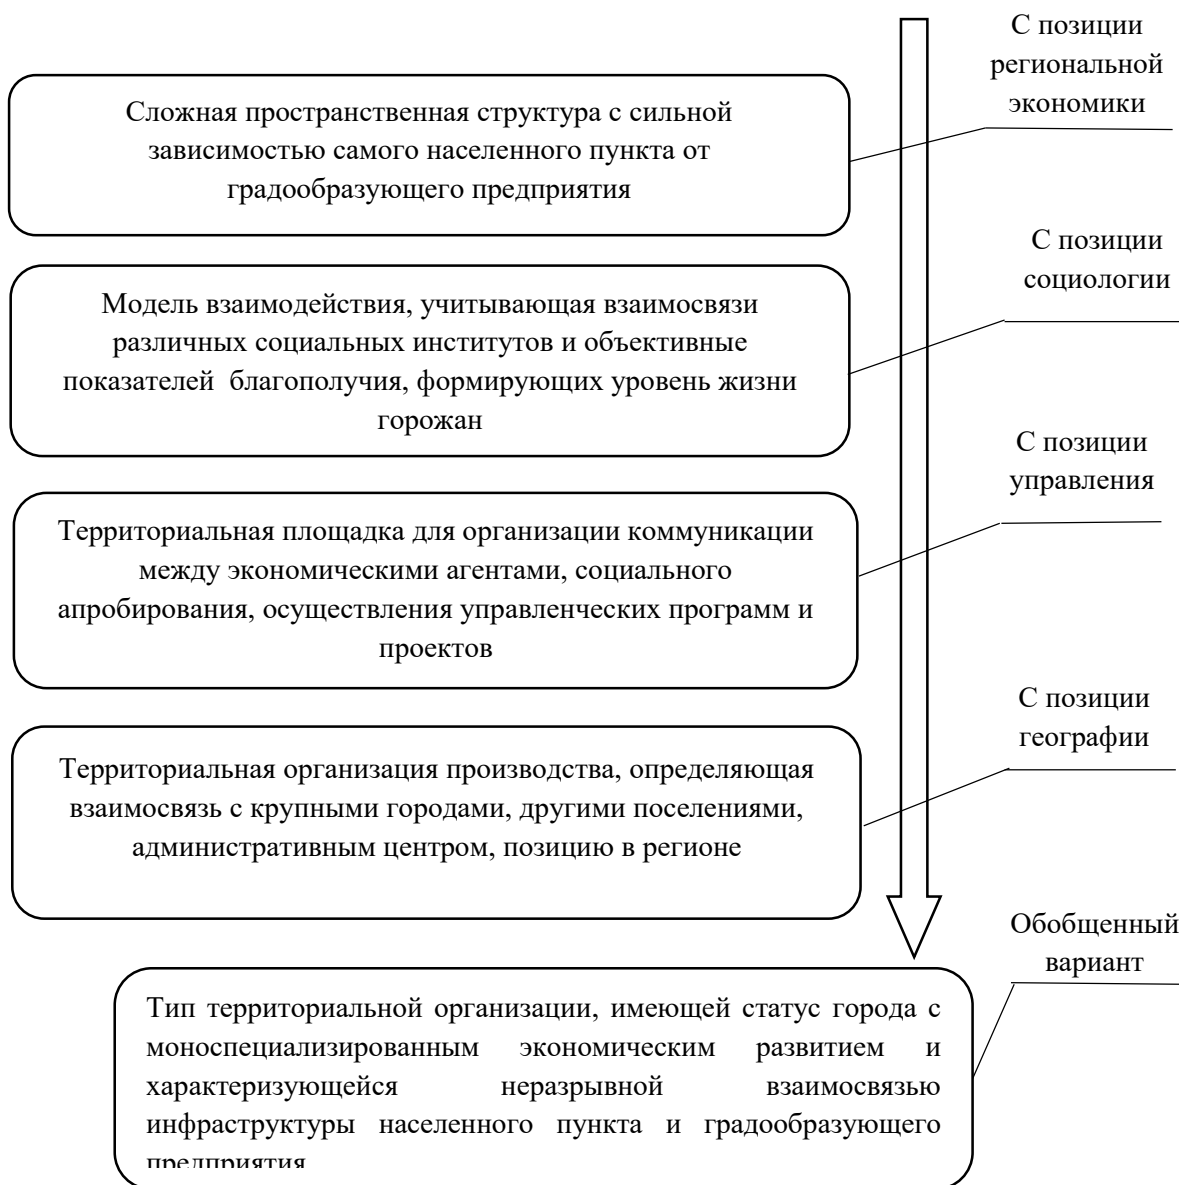 С позиции
региональной
экономики
Сложная пространственная структура с сильной
зависимостью самого населенного пункта от
градообразующего предприятия
С позиции
социологии
Модель взаимодействия, учитывающая взаимосвязи
различных социальных институтов и объективные
показателей благополучия, формирующих уровень жизни
горожан
С позиции
управления
Территориальная площадка для организации коммуникации
между экономическими агентами, социального
апробирования, осуществления управленческих программ и
проектов
С позиции
географии
Территориальная организация производства, определяющая
взаимосвязь с крупными городами, другими поселениями,
административным центром, позицию в регионе
Обобщенный
вариант
Тип территориальной организации, имеющей статус города с
моноспециализированным экономическим развитием и
характеризующейся неразрывной взаимосвязью
инфраструктуры населенного пункта и градообразующего
предприятия